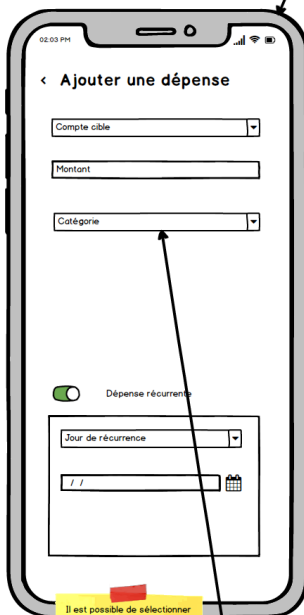 02:03 PM
< Ajouter une dépense
Compte cible
Montant
Catégorie
Dépense récurrente
Jour de récurrence
/ /
Il est possible de sélectionner